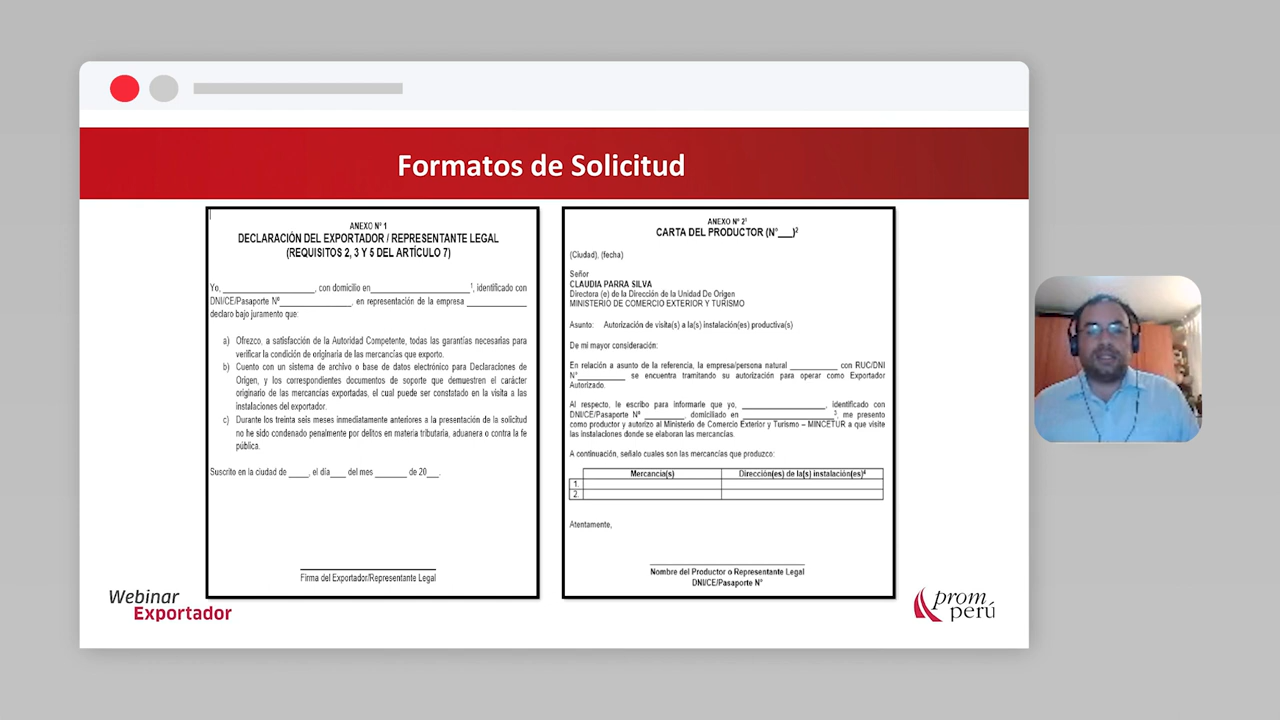 Formatos de Solicitud
ANEXO N° 1
DECLARACIÓN DEL EXPORTADOR / REPRESENTANTE LEGAL
(REQUISITOS 2, 3 Y 5 DEL ARTÍCULO 7)
Yo, ____________________, con domicilio en______________________1, identificado con
DNI/CE/Pasaporte N°________________, en representación de la empresa _____________
declaro bajo juramento que:
a) Ofrezco, a satisfacción de la Autoridad Competente, todas las garantías necesarias para
verificar la condición de originaria de las mercancías que exporto.
b) Cuento con un sistema de archivo o base de datos electrónico para Declaraciones de
Origen, y los correspondientes documentos de soporte que demuestren el carácter
originario de las mercancías exportadas, el cual puede ser constatado en la visita a las
instalaciones del exportador.
c) Durante los treinta seis meses inmediatamente anteriores a la presentación de la solicitud
no he sido condenado penalmente por delitos en materia tributaria, aduanera o contra la fe
pública.
Suscrito en la ciudad de _____, el día____ del mes _______ de 20___.
Firma del Exportador/Representante Legal
ANEXO N° 21
CARTA DEL PRODUCTOR (N°___)2
(Ciudad), (fecha)
Señor
CLAUDIA PARRA SILVA
Directora (e) de la Dirección de la Unidad De Origen
MINISTERIO DE COMERCIO EXTERIOR Y TURISMO
Asunto: Autorización de visita(s) a la(s) instalación(es) productiva(s)
De mi mayor consideración:
En relación a asunto de la referencia, la empresa/persona natural ___________ con RUC/DNI
N°___________ se encuentra tramitando su autorización para operar como Exportador
Autorizado.
Al respecto, le escribo para informarle que yo, ___________________, identificado con
DNI/CE/Pasaporte N° _________, domiciliado en ____________________3, me presento
como productor y autorizo al Ministerio de Comercio Exterior y Turismo – MINCETUR a que visite
las instalaciones donde se elaboran las mercancías.
A continuación, señalo cuales son las mercancías que produzco:
Mercancía(s) Dirección(es) de la(s) instalación(es)4
1.
2.
Atentamente,
Nombre del Productor o Representante Legal
DNI/CE/Pasaporte N°
Webinar
Exportador
prom
perú